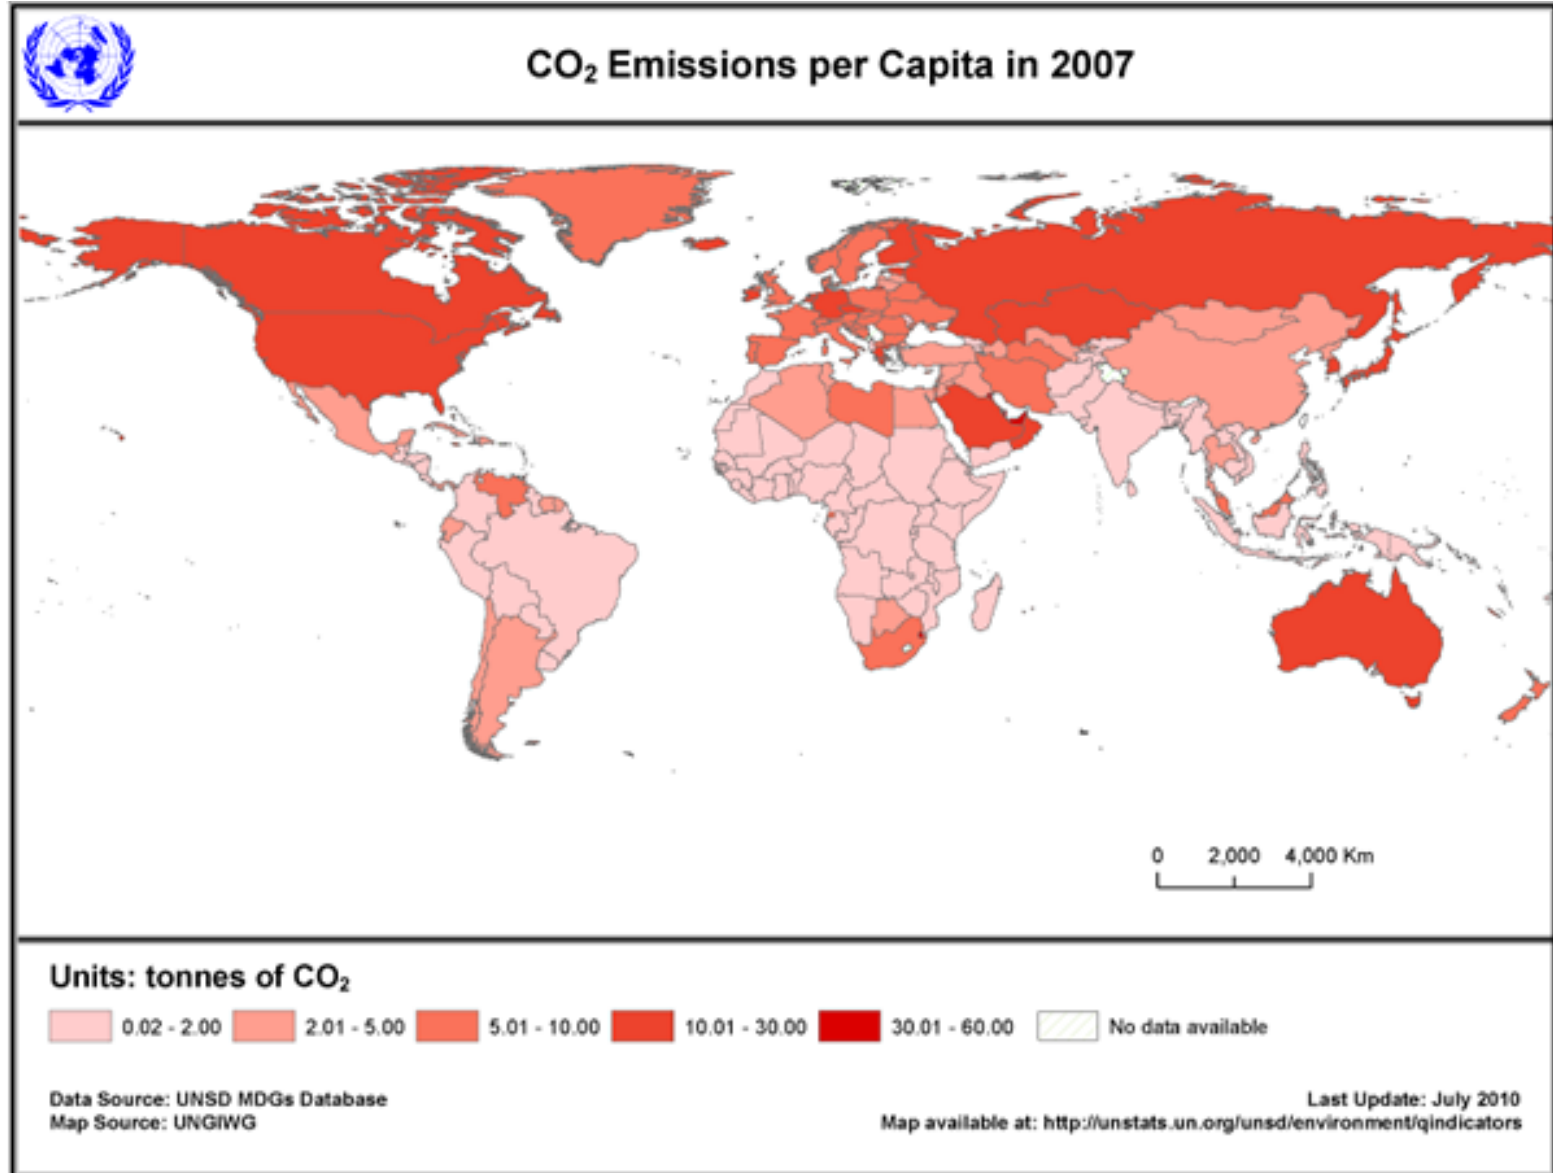 CO₂ Emissions per Capita in 2007
0 2,000 4,000 Km
Units: tonnes of CO₂
0.02 - 2.00 2.01 - 5.00 5.01 - 10.00 10.01 - 30.00 30.01 - 60.00 No data available
Data Source: UNSD MDGs Database
Map Source: UNGIWG
Last Update: July 2010
Map available at: http://unstats.un.org/unsd/environment/qindicators